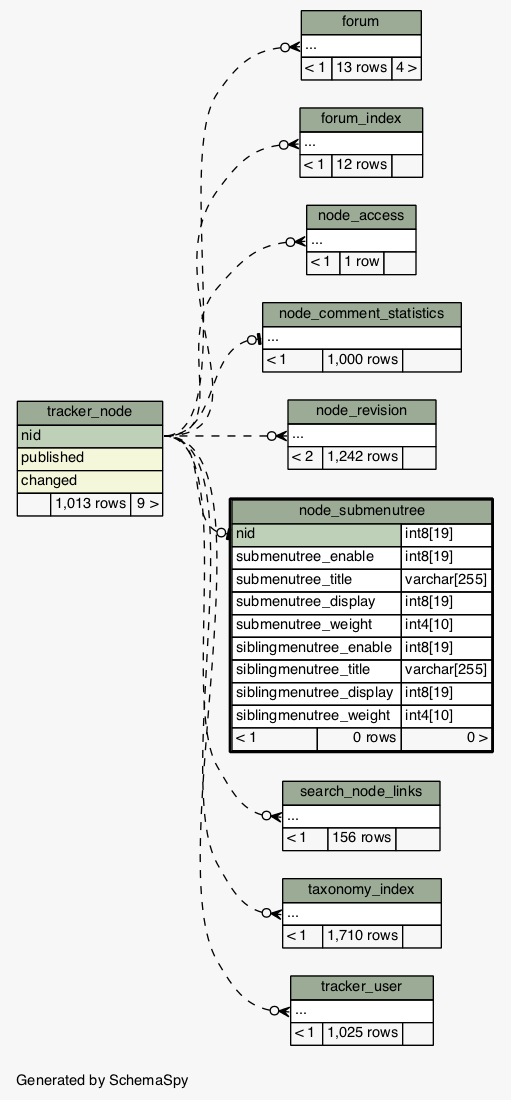 forum
...
< 1 13 rows 4 >
forum_index
...
< 1 12 rows
node_access
...
< 1 1 row
node_comment_statistics
...
< 1 1,000 rows
tracker_node
nid
published
changed
1,013 rows 9 >
node_revision
...
< 2 1,242 rows
node_submenutree
nid int8[19]
submenutree_enable int8[19]
submenutree_title varchar[255]
submenutree_display int8[19]
submenutree_weight int4[10]
siblingmenutree_enable int8[19]
siblingmenutree_title varchar[255]
siblingmenutree_display int8[19]
siblingmenutree_weight int4[10]
< 1 0 rows 0 >
search_node_links
...
< 1 156 rows
taxonomy_index
...
< 1 1,710 rows
tracker_user
...
< 1 1,025 rows
Generated by SchemaSpy